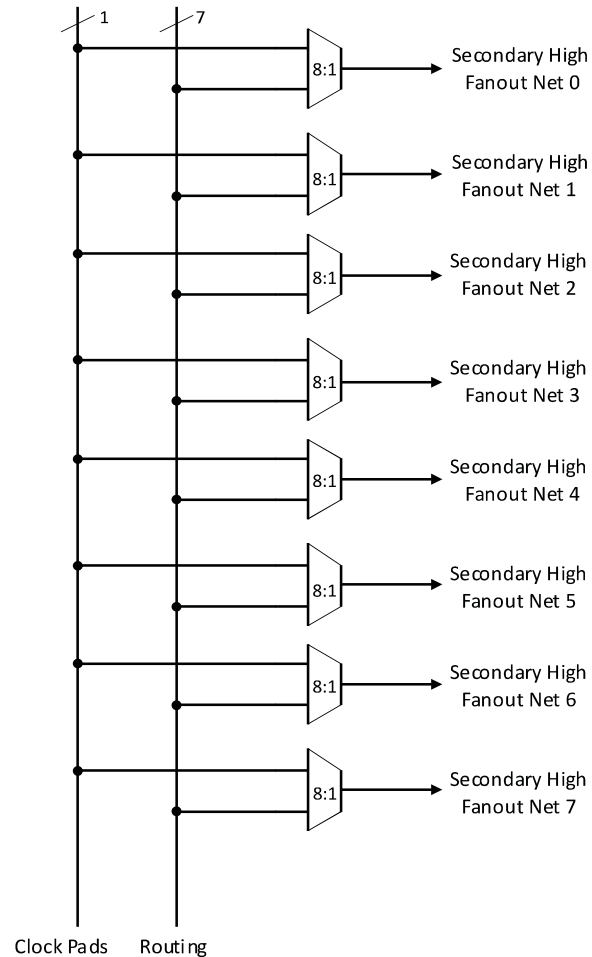 1
7
8:1
Secondary High
Fanout Net 0
8:1
Secondary High
Fanout Net 1
8:1
Secondary High
Fanout Net 2
8:1
Secondary High
Fanout Net 3
8:1
Secondary High
Fanout Net 4
8:1
Secondary High
Fanout Net 5
8:1
Secondary High
Fanout Net 6
8:1
Secondary High
Fanout Net 7
Clock Pads
Routing